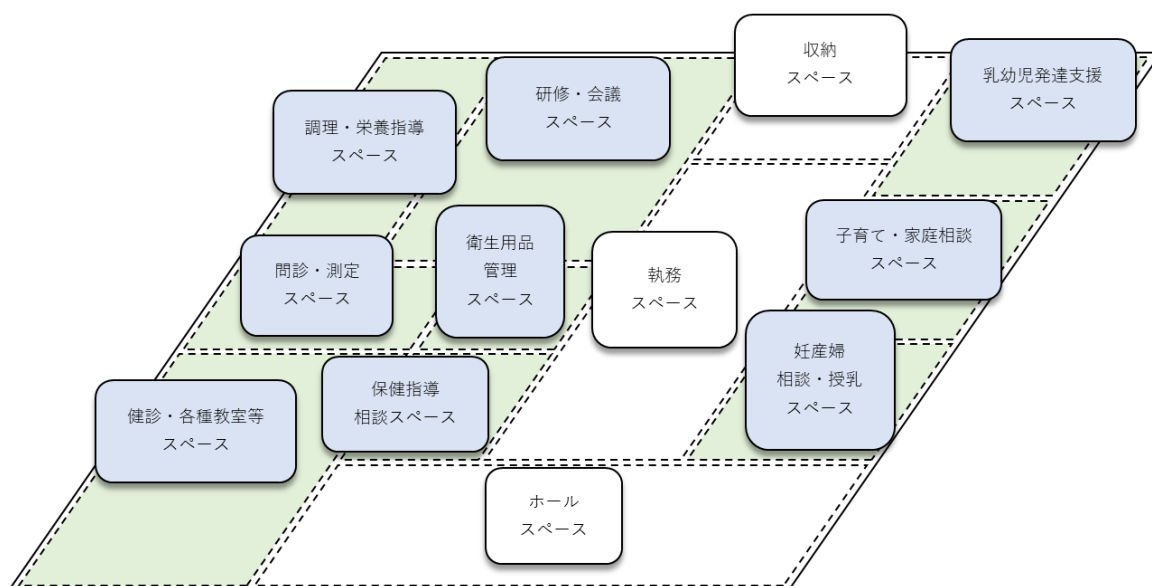 収納
スペース
乳幼児発達支援
スペース
研修・会議
スペース
調理・栄養指導
スペース
子育て・家庭相談
スペース
衛生用品
管理
スペース
執務
スペース
問診・測定
スペース
妊産婦
相談・授乳
スペース
保健指導
相談スペース
健診・各種教室等
スペース
ホール
スペース